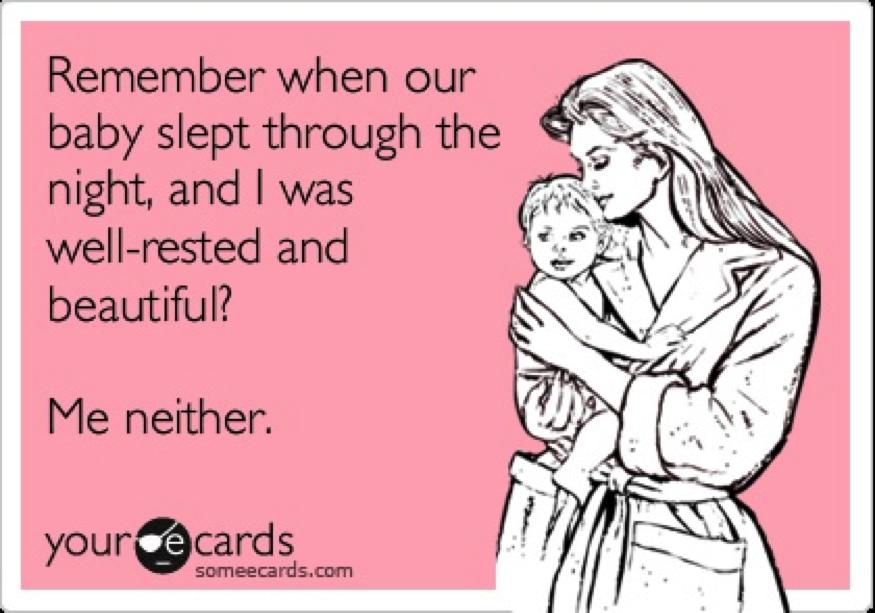 Remember when our
baby slept through the
night, and I was
well-rested and
beautiful?
Me neither.
your e cards
someecards.com